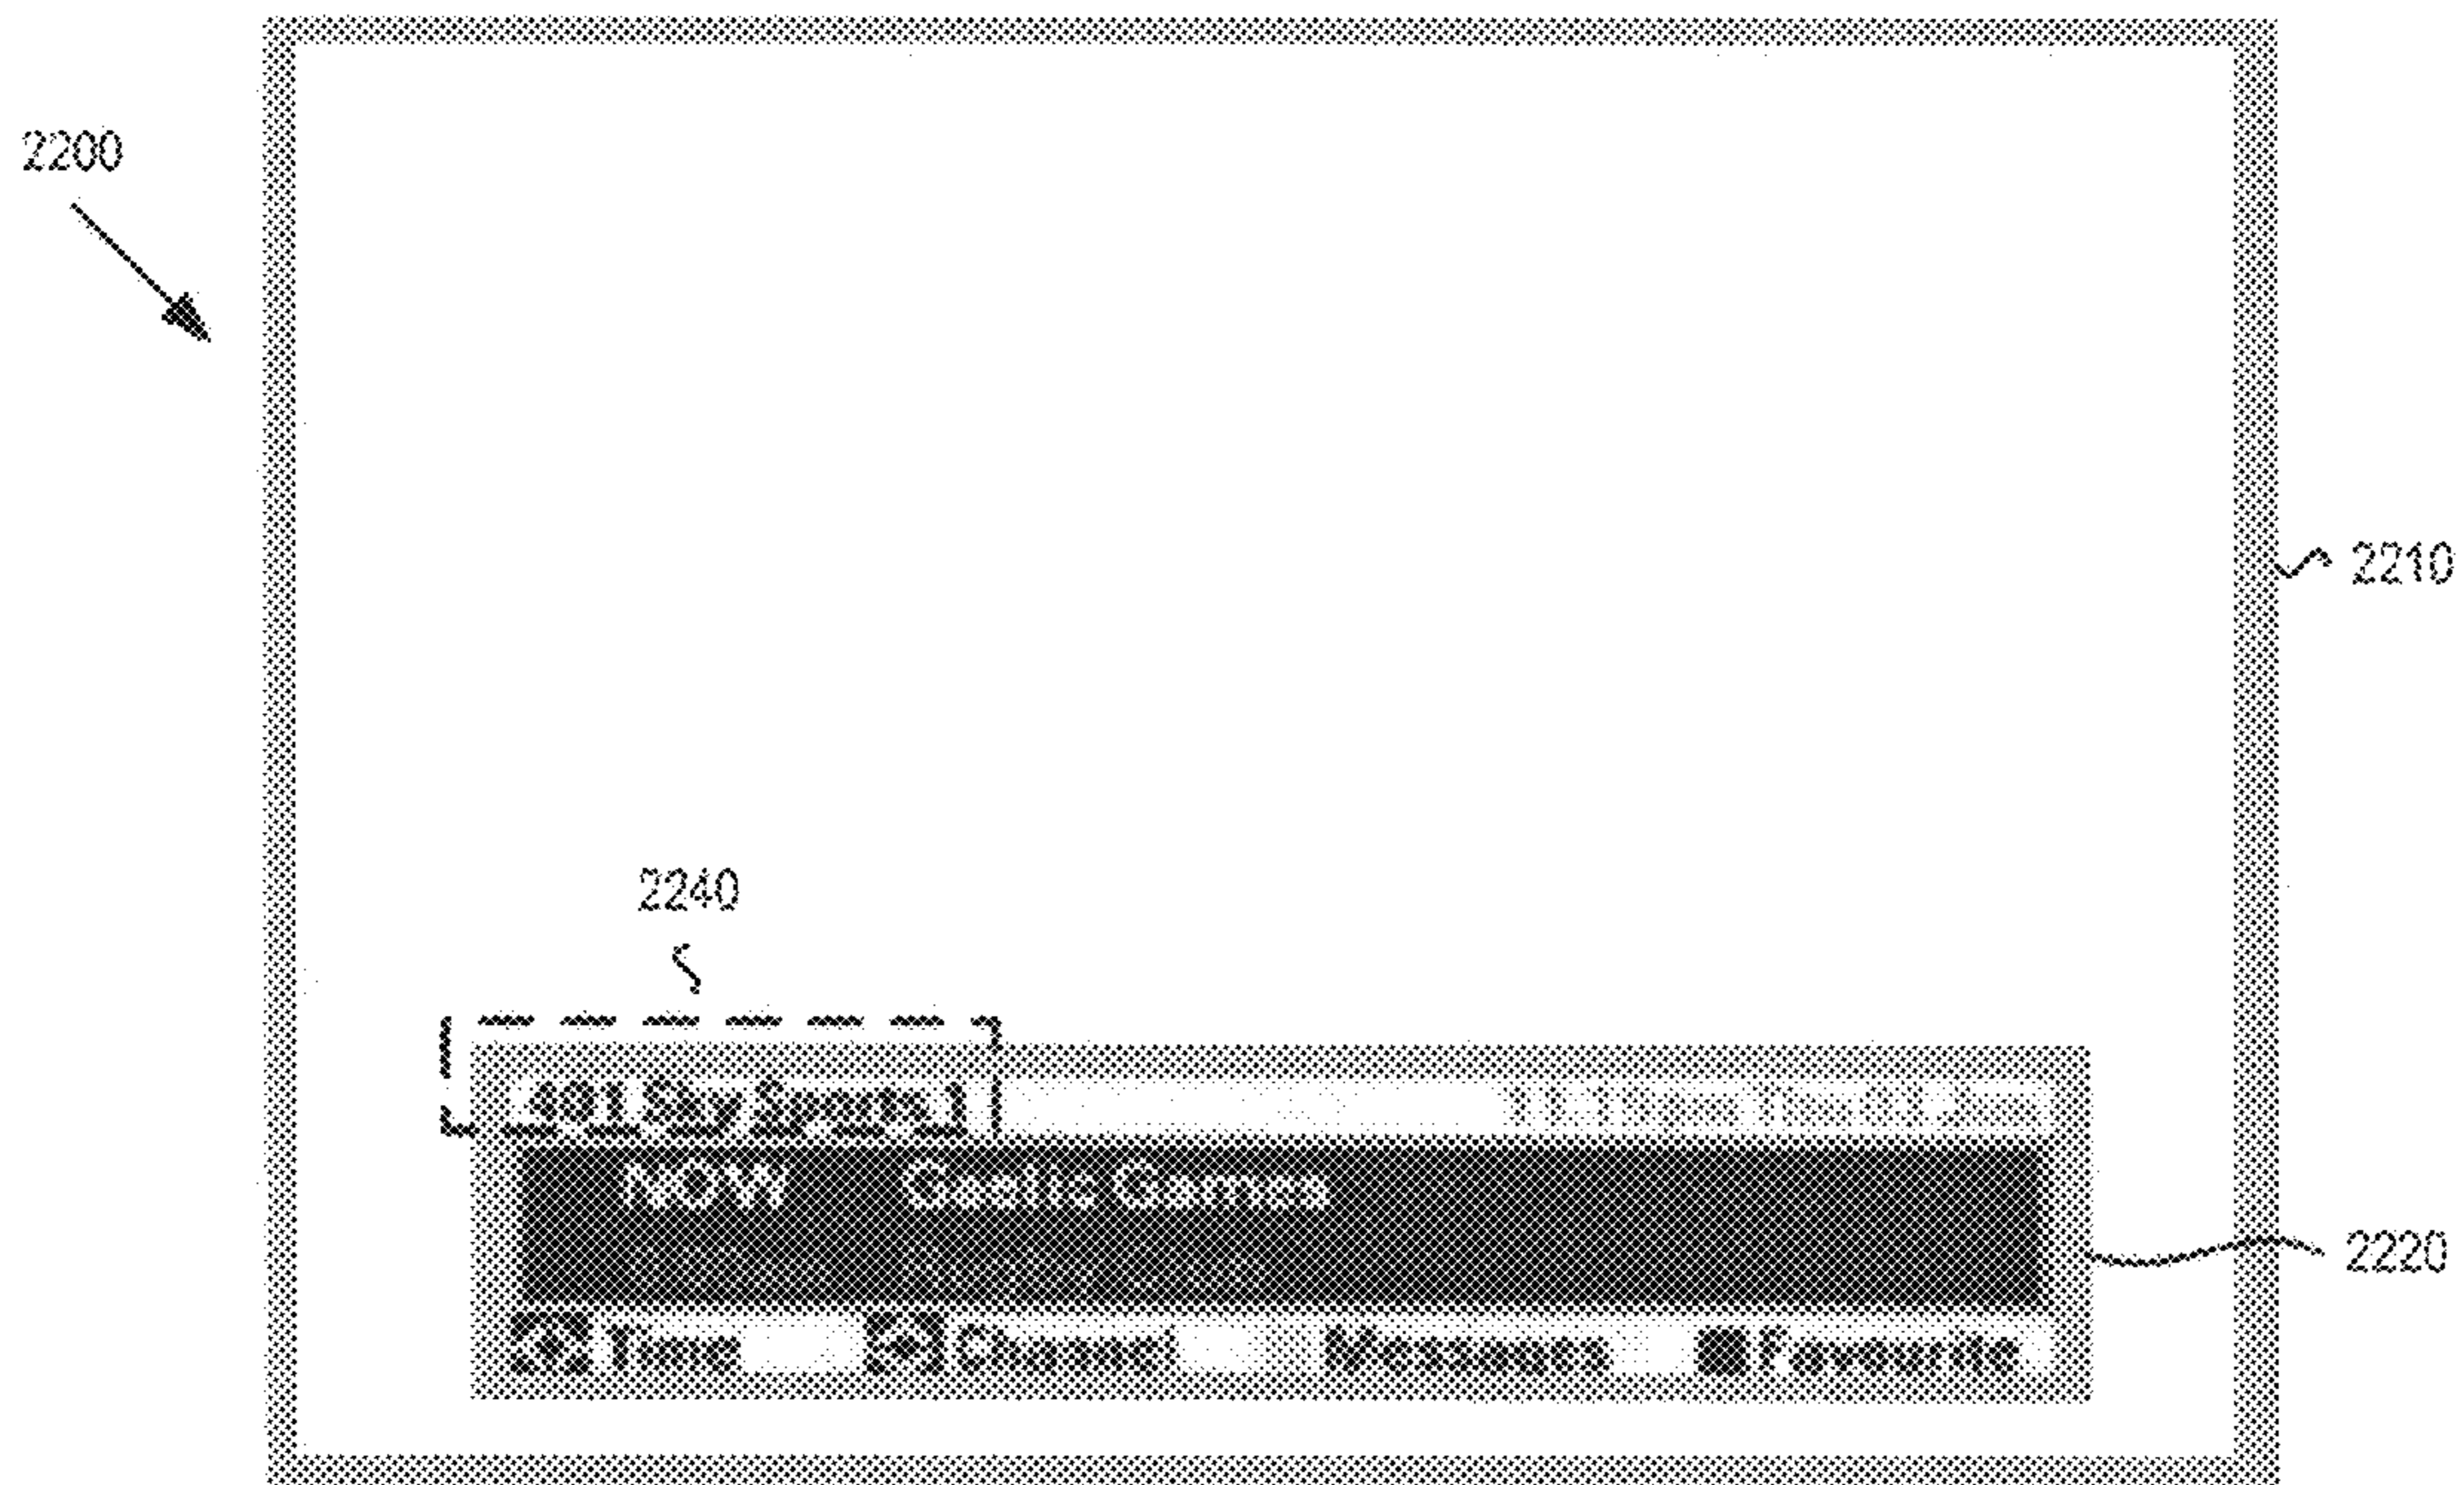 2200
2210
2240
401 Sky Sports 1
NOW
2220
Time Channel Messages Favourite